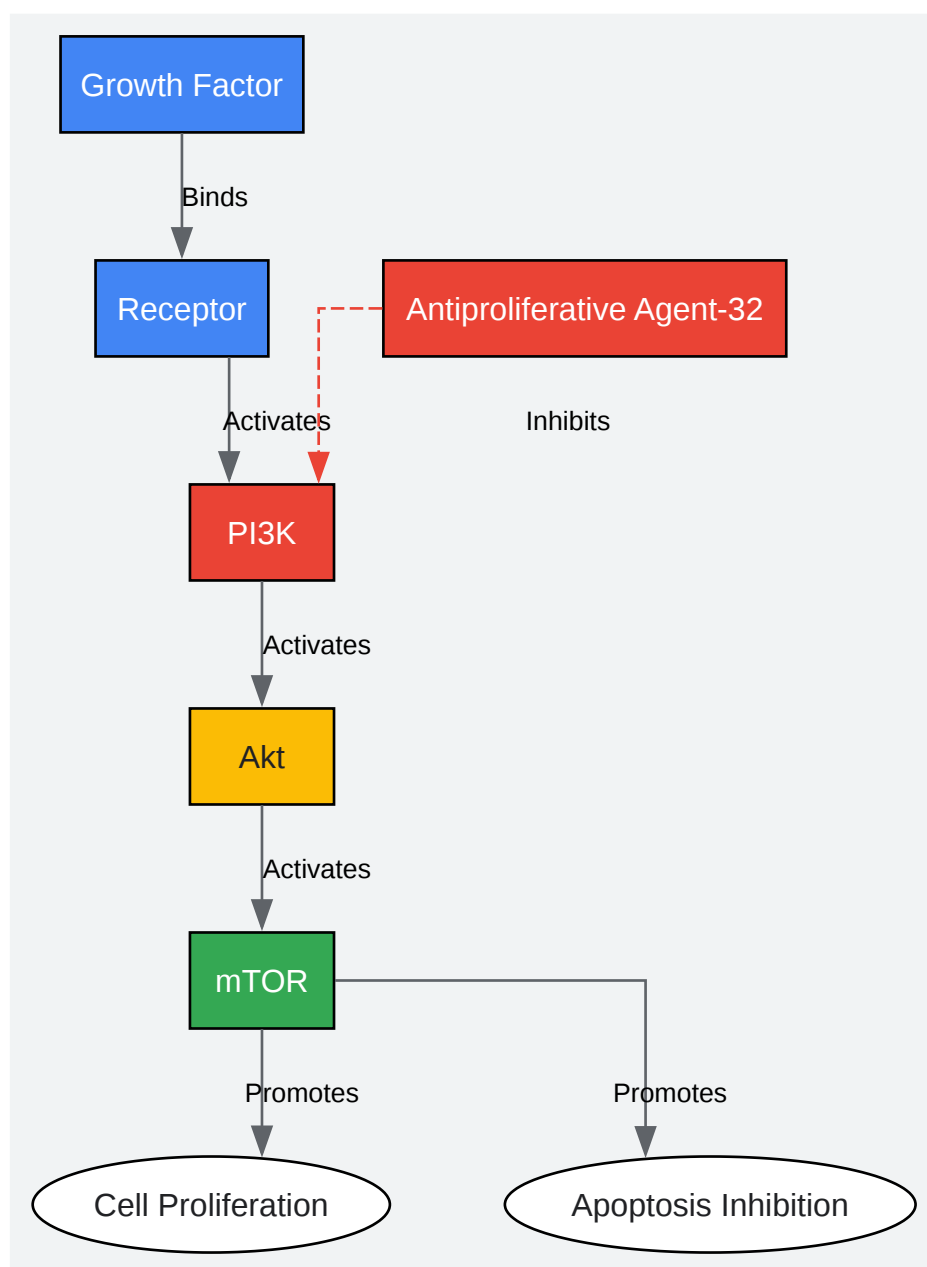 Growth Factor
Binds
Receptor
Antiproliferative Agent-32
Activates
Inhibits
PI3K
Activates
Akt
Activates
mTOR
Promotes
Promotes
Cell Proliferation
Apoptosis Inhibition